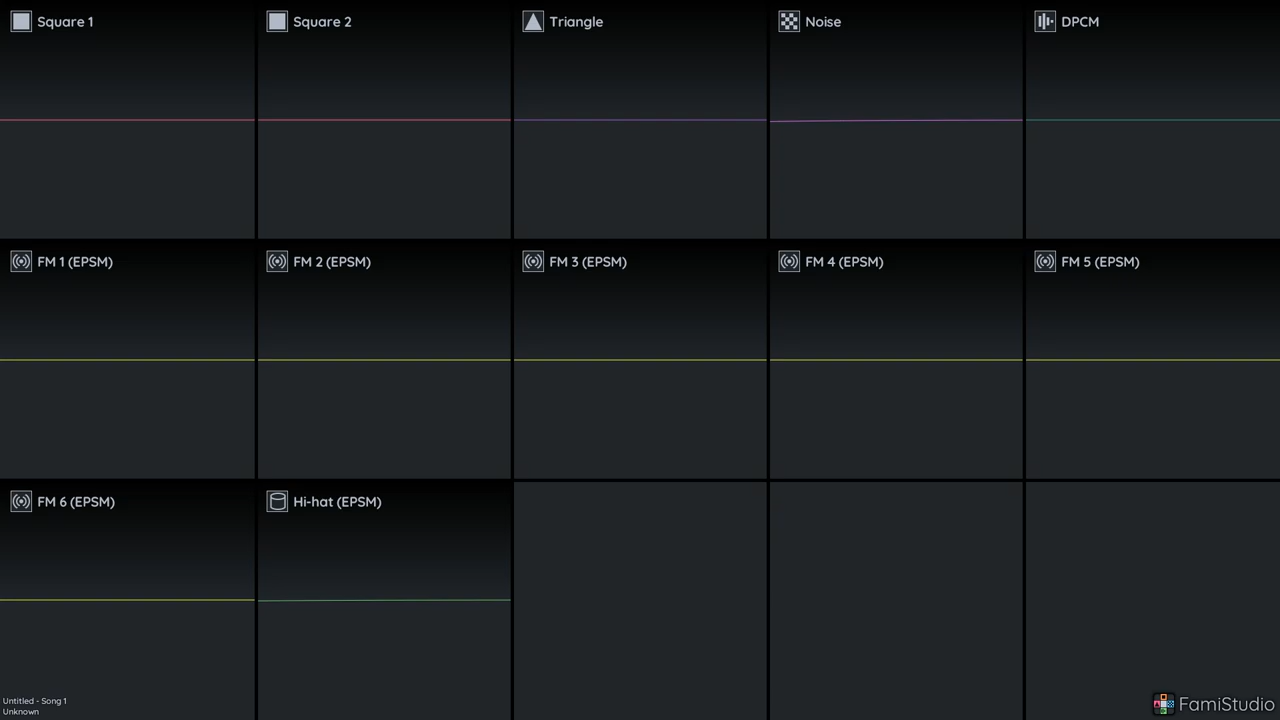 Square 1
Square 2
Triangle
Noise
DPCM
FM 1 (EPSM)
FM 2 (EPSM)
FM 3 (EPSM)
FM 4 (EPSM)
FM 5 (EPSM)
FM 6 (EPSM)
Hi-hat (EPSM)
Untitled - Song 1
Unknown
FamiStudio